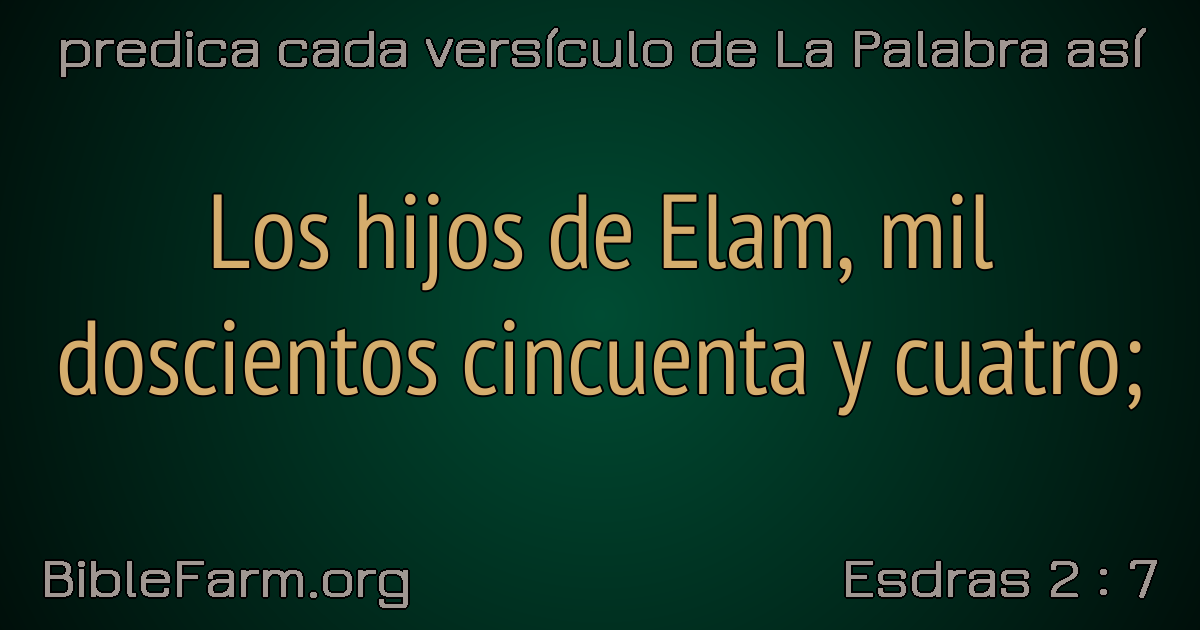 predica cada versículo de La Palabra así
Los hijos de Elam, mil
doscientos cincuenta y cuatro;
BibleFarm.org
Esdras 2 : 7